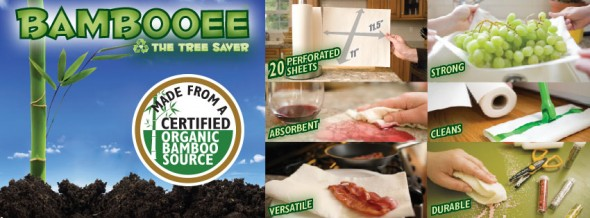 BAMBOOEE
THE TREE SAVER
MADE FROM A
CERTIFIED
ORGANIC
BAMBOO
SOURCE
20 PERFORATED
SHEETS
11.5"
11"
STRONG
ABSORBENT
CLEANS
VERSATILE
DURABLE